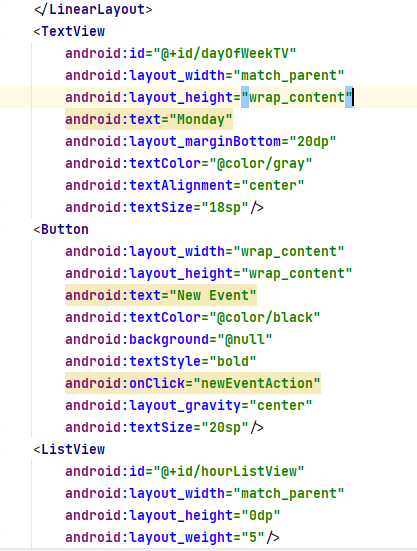 </LinearLayout>
<TextView
android:id="@+id/dayOfWeekTV"
android:layout_width="match_parent"
android:layout_height="wrap_content"
android:text="Monday"
android:layout_marginBottom="20dp"
android:textColor="@color/gray"
android:textAlignment="center"
android:textSize="18sp"/>
<Button
android:layout_width="wrap_content"
android:layout_height="wrap_content"
android:text="New Event"
android:textColor="@color/black"
android:background="@null"
android:textStyle="bold"
android:onClick="newEventAction"
android:layout_gravity="center"
android:textSize="20sp"/>
<ListView
android:id="@+id/hourListView"
android:layout_width="match_parent"
android:layout_height="0dp"
android:layout_weight="5"/>